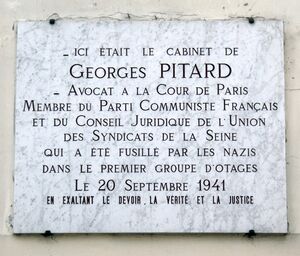 – ICI ÉTAIT LE CABINET DE
GEORGES PITARD
– AVOCAT A LA COUR DE PARIS
MEMBRE DU PARTI COMMUNISTE FRANÇAIS
ET DU CONSEIL JURIDIQUE DE L'UNION
DES SYNDICATS DE LA SEINE
QUI A ÉTÉ FUSILLÉ PAR LES NAZIS
DANS LE PREMIER GROUPE D'OTAGES
LE 20 SEPTEMBRE 1941
EN EXALTANT LE DEVOIR, LA VÉRITÉ ET LA JUSTICE